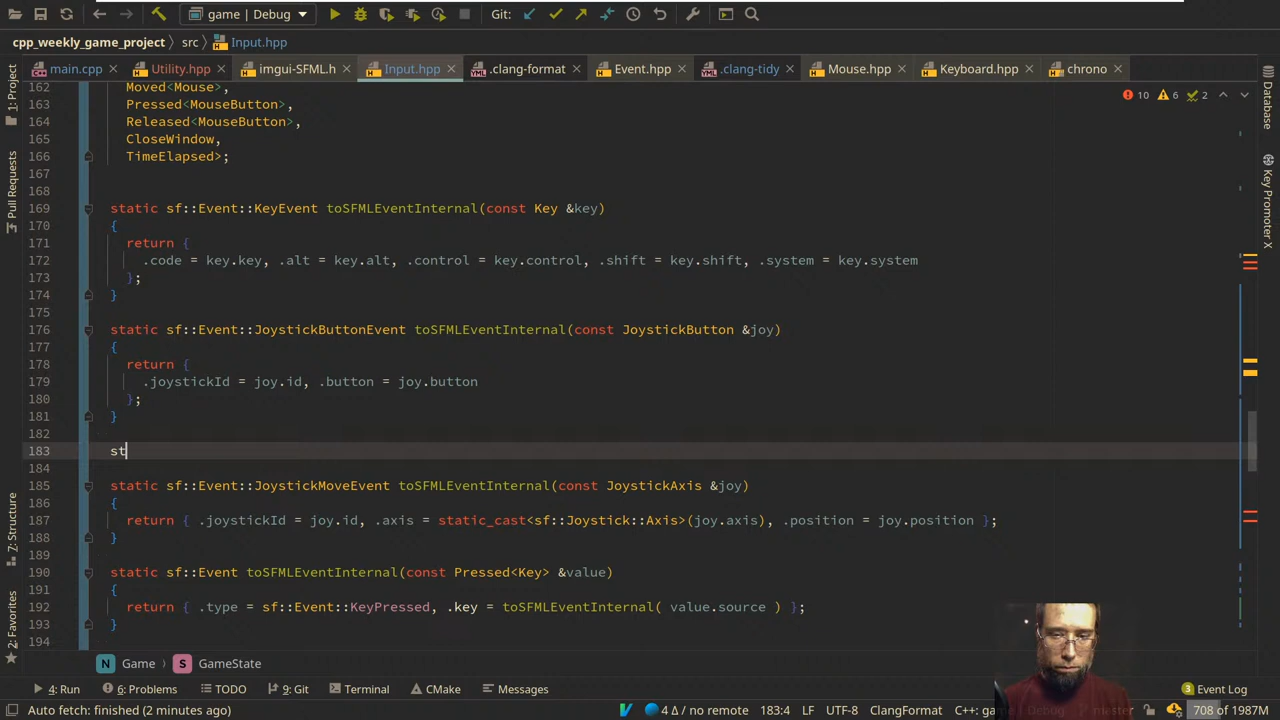 game | Debug
Git:
cpp_weekly_game_project src Input.hpp
main.cpp Utility.hpp imgui-SFML.h Input.hpp .clang-format Event.hpp .clang-tidy Mouse.hpp Keyboard.hpp chrono
1: Project
Pull Requests
Z: Structure
2: Favorites
Database
Key Promoter X
10 6 2
162 Moved<Mouse>,
163 Pressed<MouseButton>,
164 Released<MouseButton>,
165 CloseWindow,
166 TimeElapsed>;
167
168
169 static sf::Event::KeyEvent toSFMLEventInternal(const Key &key)
170 {
171 return {
172 .code = key.key, .alt = key.alt, .control = key.control, .shift = key.shift, .system = key.system
173 };
174 }
175
176 static sf::Event::JoystickButtonEvent toSFMLEventInternal(const JoystickButton &joy)
177 {
178 return {
179 .joystickId = joy.id, .button = joy.button
180 };
181 }
182
183 st
184
185 static sf::Event::JoystickMoveEvent toSFMLEventInternal(const JoystickAxis &joy)
186 {
187 return { .joystickId = joy.id, .axis = static_cast<sf::Joystick::Axis>(joy.axis), .position = joy.position };
188 }
189
190 static sf::Event toSFMLEventInternal(const Pressed<Key> &value)
191 {
192 return { .type = sf::Event::KeyPressed, .key = toSFMLEventInternal( value.source ) };
193 }
194
N Game S GameState
4: Run 6: Problems TODO 9: Git Terminal CMake Messages 3 Event Log
Auto fetch: finished (2 minutes ago) 4 Δ / no remote 183:4 LF UTF-8 ClangFormat C++: game | Debug master 708 of 1987M